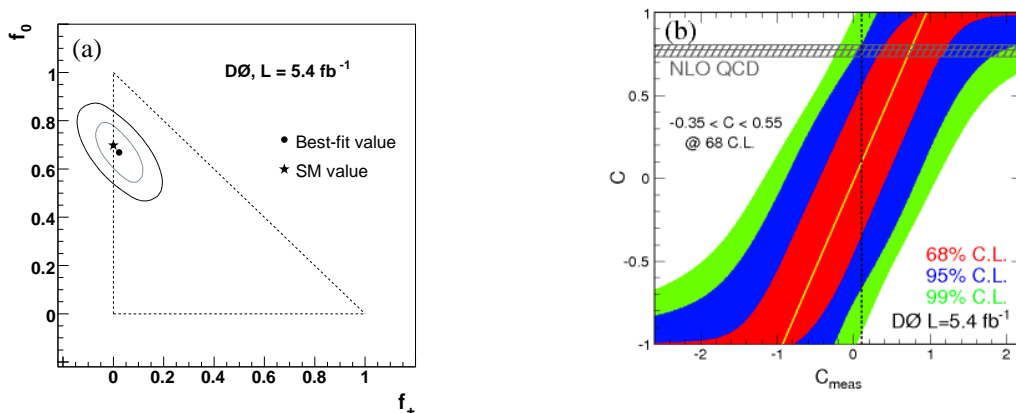 f₀
(a)
DØ, L = 5.4 fb⁻¹
1
0.8
0.6
0.4
0.2
0
Best-fit value
SM value
-0.2 0 0.2 0.4 0.6 0.8 1
f₊
(b)
NLO QCD
-0.35 < C < 0.55
@ 68 C.L.
C
1
0.5
0
-0.5
-1
68% C.L.
95% C.L.
99% C.L.
DØ L=5.4 fb⁻¹
-2 -1 0 1 2
C_meas